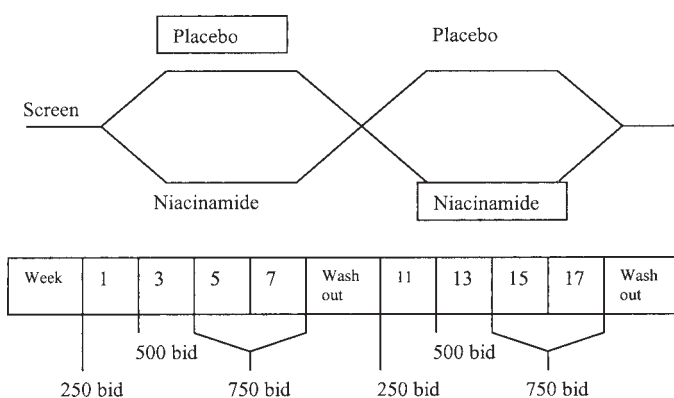 Placebo Placebo
Screen
Niacinamide Niacinamide
Week 1 3 5 7 Wash out 11 13 15 17 Wash out
500 bid 500 bid
250 bid 750 bid 250 bid 750 bid